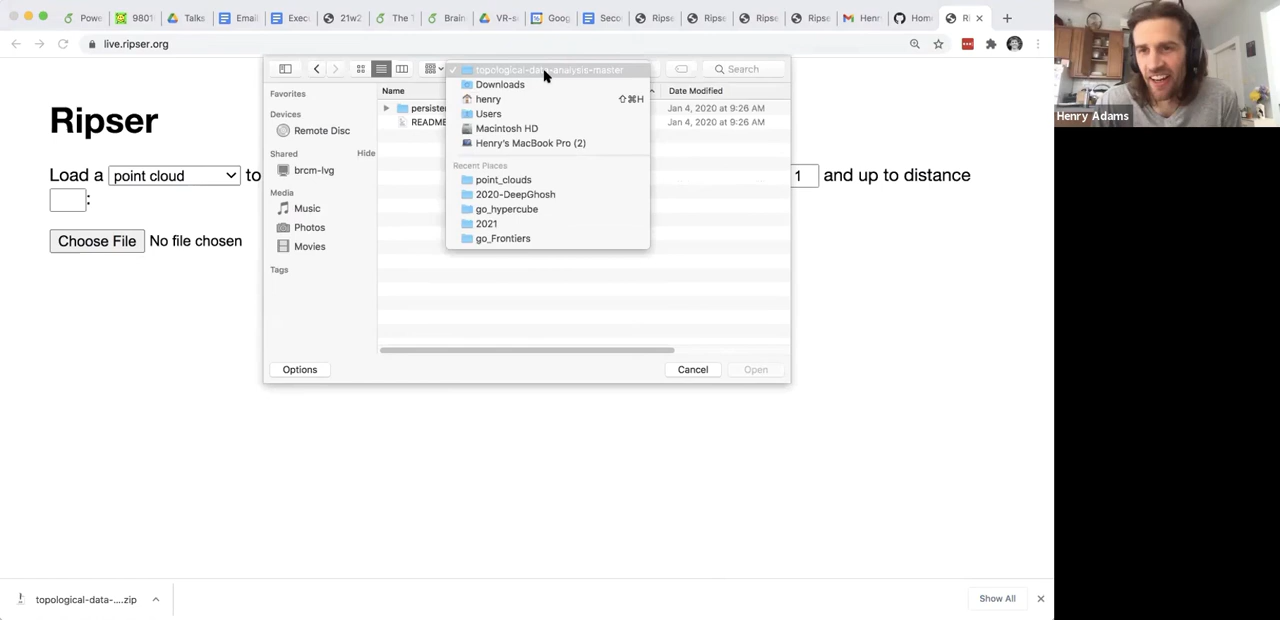 Powe
9801
Talks
Email
Exec
21w2
The T
Brain
VR-s
Goog
Seco
Ripse
Ripse
Ripse
Ripse
Henr
Hom
Ri
live.ripser.org
topological-data-analysis-master
Search
Favorites
Downloads
Name
Date Modified
Devices
henry
⇧⌘H
persiste
Jan 4, 2020 at 9:26 AM
Remote Disc
Users
README
Jan 4, 2020 at 9:26 AM
Macintosh HD
Shared
Hide
Henry's MacBook Pro (2)
brcm-lvg
Recent Places
Media
point_clouds
Music
2020-DeepGhosh
Photos
go_hypercube
Movies
2021
go_Frontiers
Tags
Options
Cancel
Open
Ripser
Load a point cloud to
1 and up to distance
:
Choose File No file chosen
topological-data-....zip
Show All
Henry Adams